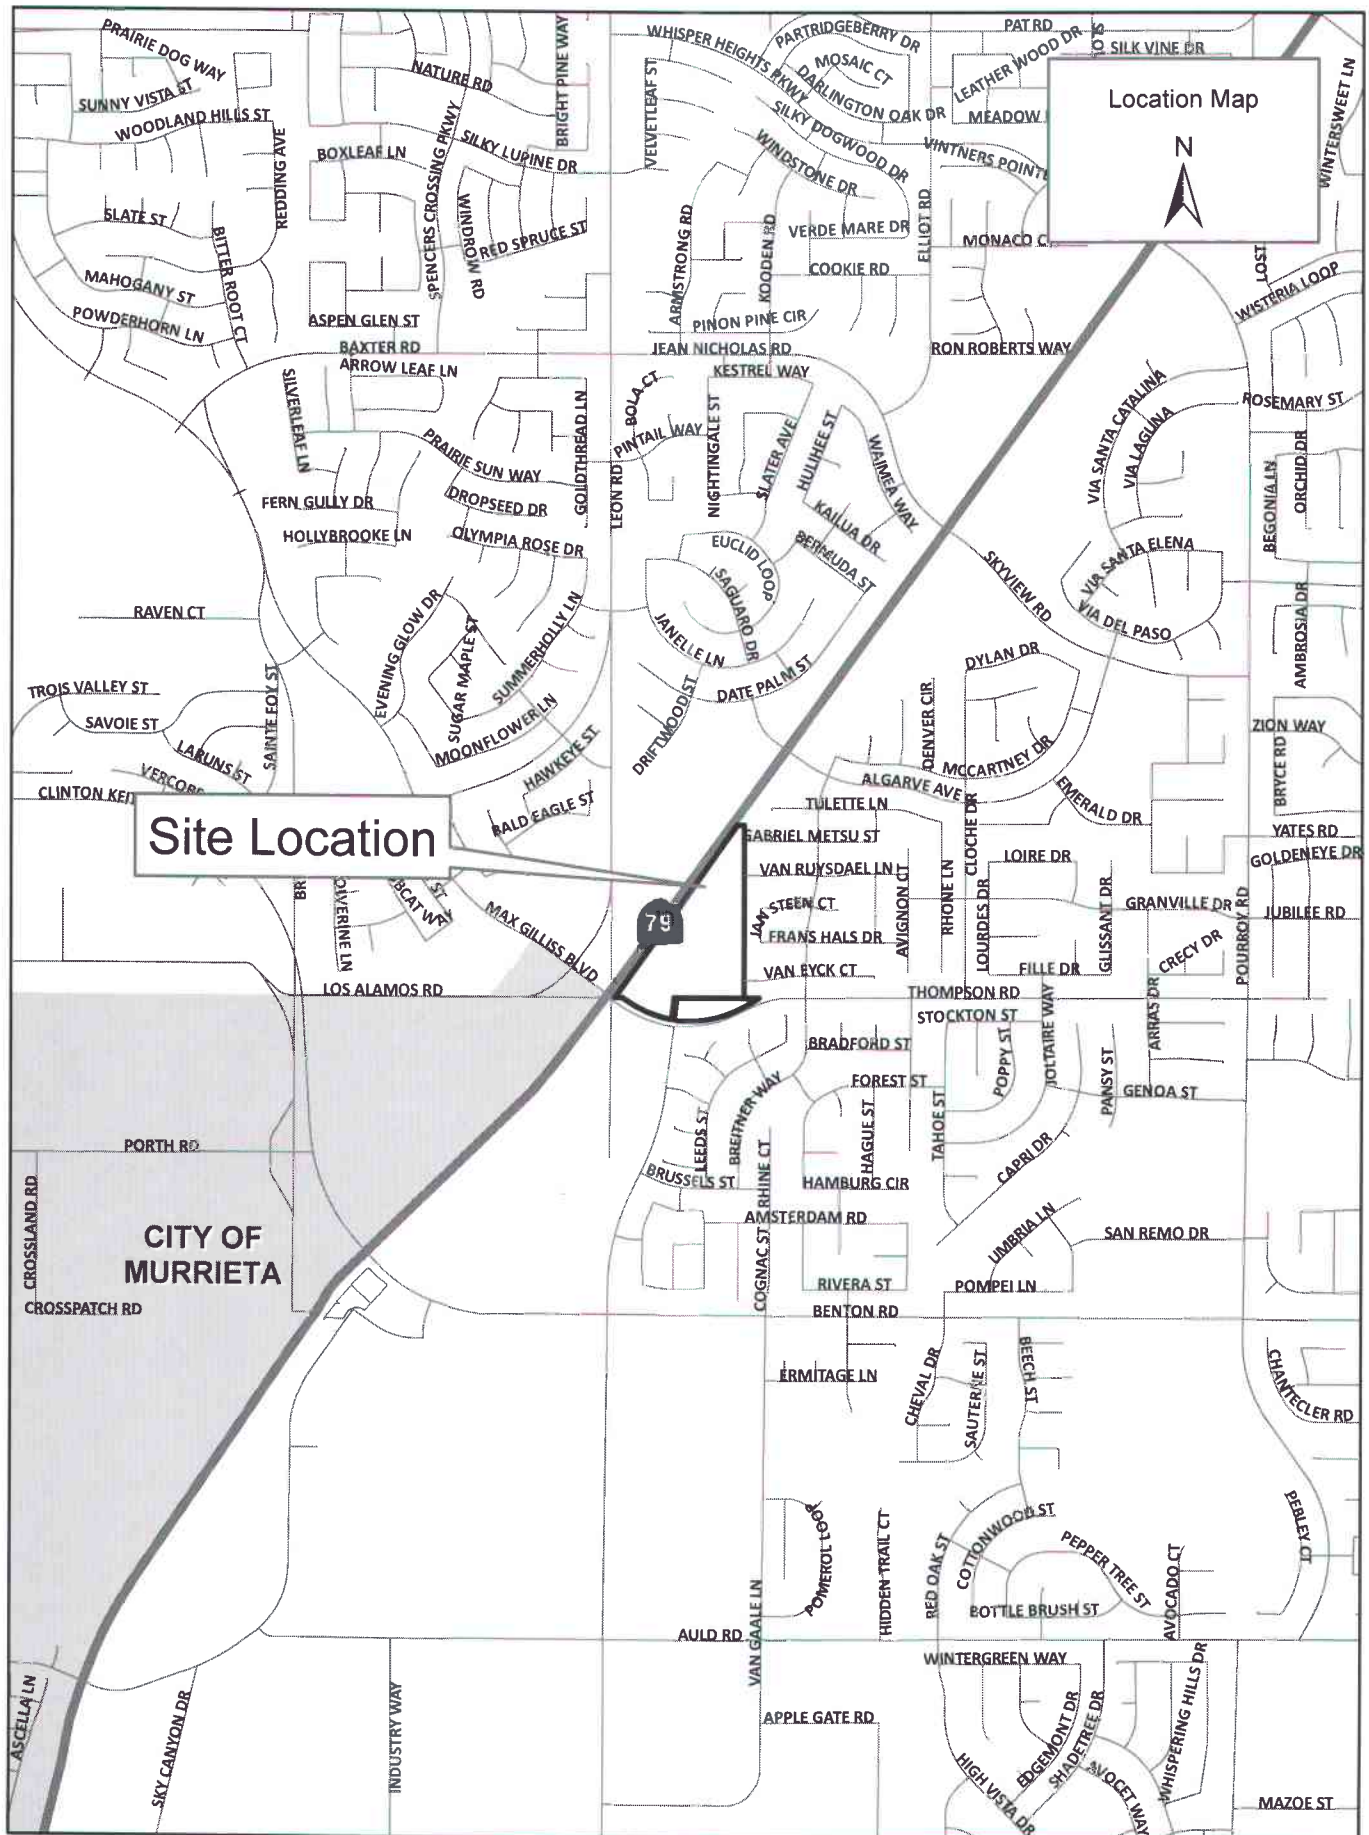 PRAIRIE DOG WAY
SUNNY VISTA ST
WOODLAND HILLS ST
NATURE RD
BRIGHT PINE WAY
WHISPER HEIGHTS PKWY
PARTRIDGEBERRY DR
MOSAIC CT
DARLINGTON OAK DR
PAT RD
LEATHER WOOD DR
SILK VINE DR
MEADOW
Location Map
N
WINTERSWEET LN
VELVETLEAF ST
SILKY DOGWOOD DR
WINDSTONE DR
VINTNERS POINTE
REDDING AVE
BOXLEAF LN
SPENCERS CROSSING PKWY
SILKY LUPINE DR
SLATE ST
BITTER ROOT CT
WINDROW RD
RED SPRUCE ST
ARMSTRONG RD
KOODEN RD
VERDE MARE DR
ELLIOT RD
MONACO C
LOST
COOKIE RD
MAHOGANY ST
POWDERHORN LN
ASPEN GLEN ST
PINON PINE CIR
WISTERIA LOOP
BAXTER RD
JEAN NICHOLAS RD
RON ROBERTS WAY
ARROW LEAF LN
KESTREL WAY
SILVERLEAF LN
GOLDTHREAD LN
BOLA CT
PINTAIL WAY
NIGHTINGALE ST
SLATER AVE
HULIHEE ST
WAIMEA WAY
VIA SANTA CATALINA
VIA LAGUNA
ROSEMARY ST
ORCHID DR
BEGONIA LN
PRAIRIE SUN WAY
LEON RD
FERN GULLY DR
DROPSEED DR
KAILUA DR
HOLLYBROOKE LN
OLYMPIA ROSE DR
EUCLID LOOP
BERMUDA ST
SKYVIEW RD
VIA SANTA ELENA
SAGUARO DR
RAVEN CT
EVENING GLOW DR
SUGAR MAPLE ST
SUMMERHOLLY LN
JANELLE LN
VIA DEL PASO
AMBROSIA DR
DYLAN DR
TROIS VALLEY ST
SAVOIE ST
LARUNS ST
SAINTE FOY ST
MOONFLOWER LN
HAWKEYE ST
DRIFTWOOD ST
DATE PALM ST
DENVER CIR
MCCARTNEY DR
ZION WAY
BRYCE RD
CLINTON KEI
BALD EAGLE ST
ALGARVE AVE
EMERALD DR
TULETTE LN
CLOCHE DR
GABRIEL METSU ST
YATES RD
GOLDENEYE DR
Site Location
VAN RUYSDAEL LN
LOIRE DR
AVIGNON CT
RHONE LN
LOURDES DR
GLISSANT DR
GRANVILLE DR
POURROY RD
JUBILEE RD
MAX GILLISS BLVD
79
JAN STEEN CT
FRANS HALS DR
CRECY DR
VAN EYCK CT
FILLE DR
LOS ALAMOS RD
THOMPSON RD
STOCKTON ST
ARRAS DR
BRADFORD ST
POPPY ST
PANSY ST
FOREST ST
GENOA ST
LEEDS ST
BREITNER WAY
HAGUE ST
TAHOE ST
CAPRI DR
PORTH RD
BRUSSELS ST
RHINE CT
HAMBURG CIR
CROSSLAND RD
CITY OF
MURRIETA
AMSTERDAM RD
UMBRIA LN
SAN REMO DR
COGNAC ST
RIVERA ST
POMPEI LN
CROSSPATCH RD
BENTON RD
ERMITAGE LN
CHEVAL DR
SAUTERNE ST
BEECH ST
CHANTECLER RD
POMEROL LOOP
HIDDEN TRAIL CT
RED OAK ST
COTTONWOOD ST
PEPPER TREE ST
AVOCADO CT
PEBLEY CT
BOTTLE BRUSH ST
AULD RD
VAN GAALE LN
WINTERGREEN WAY
ASCELLA LN
SKY CANYON DR
INDUSTRY WAY
APPLE GATE RD
EDGEMONT DR
SHADETREE DR
WHISPERING HILLS DR
HIGH VISTA DR
AVOCET WAY
MAZOE ST